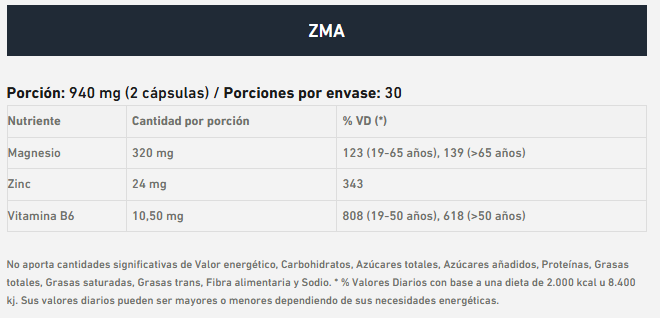 ZMA
Porción: 940 mg (2 cápsulas) / Porciones por envase: 30
Nutriente Cantidad por porción % VD (*)
Magnesio 320 mg 123 (19-65 años), 139 (>65 años)
Zinc 24 mg 343
Vitamina B6 10,50 mg 808 (19-50 años), 618 (>50 años)
No aporta cantidades significativas de Valor energético, Carbohidratos, Azúcares totales, Azúcares añadidos, Proteínas, Grasas
totales, Grasas saturadas, Grasas trans, Fibra alimentaria y Sodio. * % Valores Diarios con base a una dieta de 2.000 kcal u 8.400
kj. Sus valores diarios pueden ser mayores o menores dependiendo de sus necesidades energéticas.